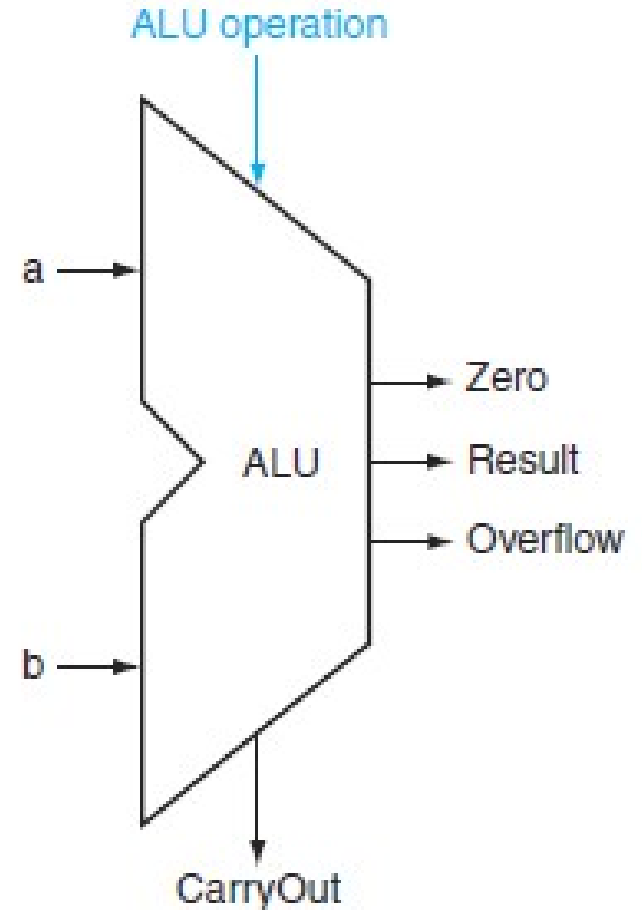 ALU operation
a
Zero
ALU
Result
Overflow
b
CarryOut